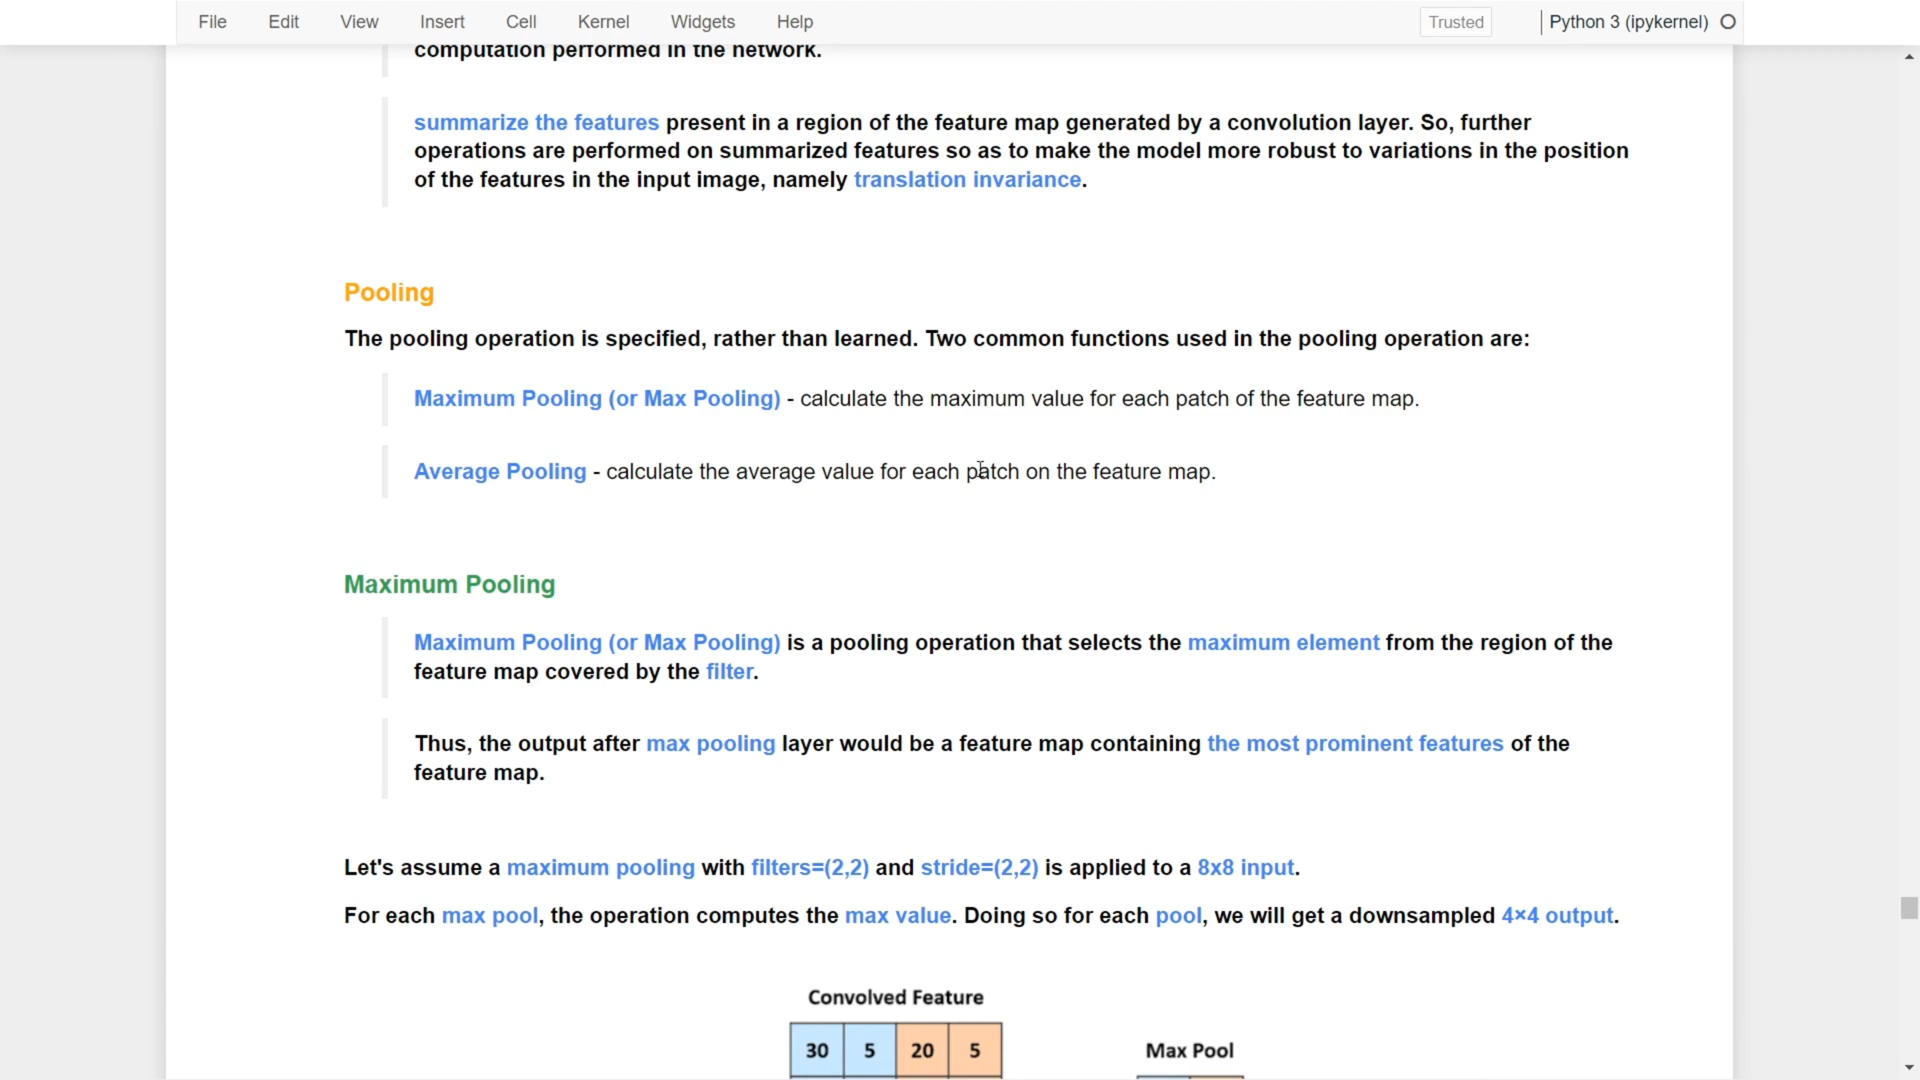 File Edit View Insert Cell Kernel Widgets Help Trusted Python 3 (ipykernel)
computation performed in the network.
summarize the features present in a region of the feature map generated by a convolution layer. So, further
operations are performed on summarized features so as to make the model more robust to variations in the position
of the features in the input image, namely translation invariance.
Pooling
The pooling operation is specified, rather than learned. Two common functions used in the pooling operation are:
Maximum Pooling (or Max Pooling) - calculate the maximum value for each patch of the feature map.
Average Pooling - calculate the average value for each patch on the feature map.
Maximum Pooling
Maximum Pooling (or Max Pooling) is a pooling operation that selects the maximum element from the region of the
feature map covered by the filter.
Thus, the output after max pooling layer would be a feature map containing the most prominent features of the
feature map.
Let's assume a maximum pooling with filters=(2,2) and stride=(2,2) is applied to a 8x8 input.
For each max pool, the operation computes the max value. Doing so for each pool, we will get a downsampled 4×4 output.
Convolved Feature
30 5 20 5
Max Pool